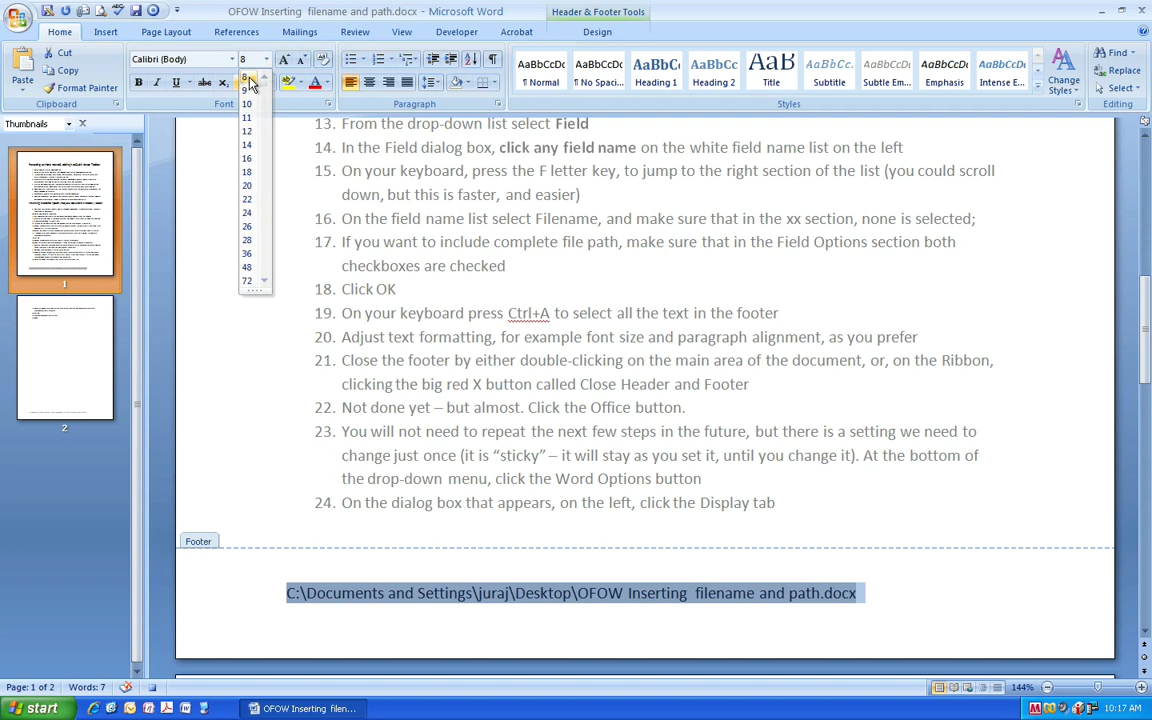 OFOW Inserting  filename and path.docx - Microsoft Word
Header & Footer Tools
Home Insert Page Layout References Mailings Review View Developer Acrobat Design
Paste
Cut
Copy
Format Painter
Clipboard
Calibri (Body) 8
Font
Paragraph
AaBbCcDc ¶ Normal
AaBbCcDc ¶ No Spaci...
AaBbC Heading 1
AaBbCc Heading 2
AaB Title
AaBbCc. Subtitle
AaBbCcDc Subtle Em...
AaBbCcDc Emphasis
AaBbCcDc Intense E...
Change Styles
Styles
Find
Replace
Select
Editing
Thumbnails
8
9
10
11
12
14
16
18
20
22
24
26
28
36
48
72
1
2
13. From the drop-down list select Field
14. In the Field dialog box, click any field name on the white field name list on the left
15. On your keyboard, press the F letter key, to jump to the right section of the list (you could scroll
down, but this is faster, and easier)
16. On the field name list select Filename, and make sure that in the xx section, none is selected;
17. If you want to include complete file path, make sure that in the Field Options section both
checkboxes are checked
18. Click OK
19. On your keyboard press Ctrl+A to select all the text in the footer
20. Adjust text formatting, for example font size and paragraph alignment, as you prefer
21. Close the footer by either double-clicking on the main area of the document, or, on the Ribbon,
clicking the big red X button called Close Header and Footer
22. Not done yet – but almost. Click the Office button.
23. You will not need to repeat the next few steps in the future, but there is a setting we need to
change just once (it is “sticky” – it will stay as you set it, until you change it). At the bottom of
the drop-down menu, click the Word Options button
24. On the dialog box that appears, on the left, click the Display tab
Footer
C:\Documents and Settings\juraj\Desktop\OFOW Inserting  filename and path.docx
Page: 1 of 2 Words: 7 144%
start OFOW Inserting filen... 10:17 AM